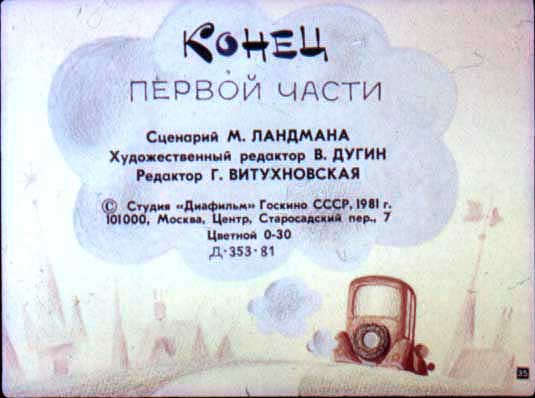 КОНЕЦ
ПЕРВОЙ ЧАСТИ
Сценарий М. ЛАНДМАНА
Художественный редактор В. ДУГИН
Редактор Г. ВИТУХНОВСКАЯ
© Студия «Диафильм» Госкино СССР, 1981 г.
101000, Москва, Центр, Старосадский пер., 7
Цветной 0-30
Д-353-81
35